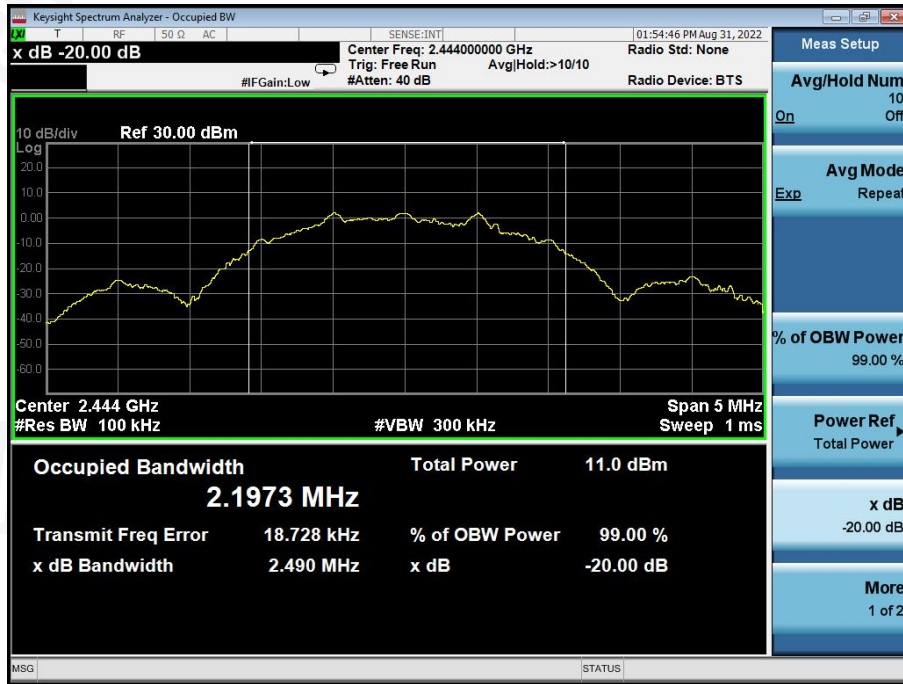 Keysight Spectrum Analyzer - Occupied BW
LXI T RF 50 Ω AC SENSE:INT 01:54:46 PM Aug 31, 2022
x dB -20.00 dB Center Freq: 2.444000000 GHz Radio Std: None
Trig: Free Run Avg|Hold:>10/10
#IFGain:Low #Atten: 40 dB Radio Device: BTS
10 dB/div Ref 30.00 dBm
Log
20.0
10.0
0.00
-10.0
-20.0
-30.0
-40.0
-50.0
-60.0
Center 2.444 GHz Span 5 MHz
#Res BW 100 kHz #VBW 300 kHz Sweep 1 ms
Occupied Bandwidth Total Power 11.0 dBm
2.1973 MHz
Transmit Freq Error 18.728 kHz % of OBW Power 99.00 %
x dB Bandwidth 2.490 MHz x dB -20.00 dB
MSG STATUS
Meas Setup
Avg/Hold Num
10
On Off
Avg Mode
Exp Repeat
% of OBW Power
99.00 %
Power Ref
Total Power
x dB
-20.00 dB
More
1 of 2